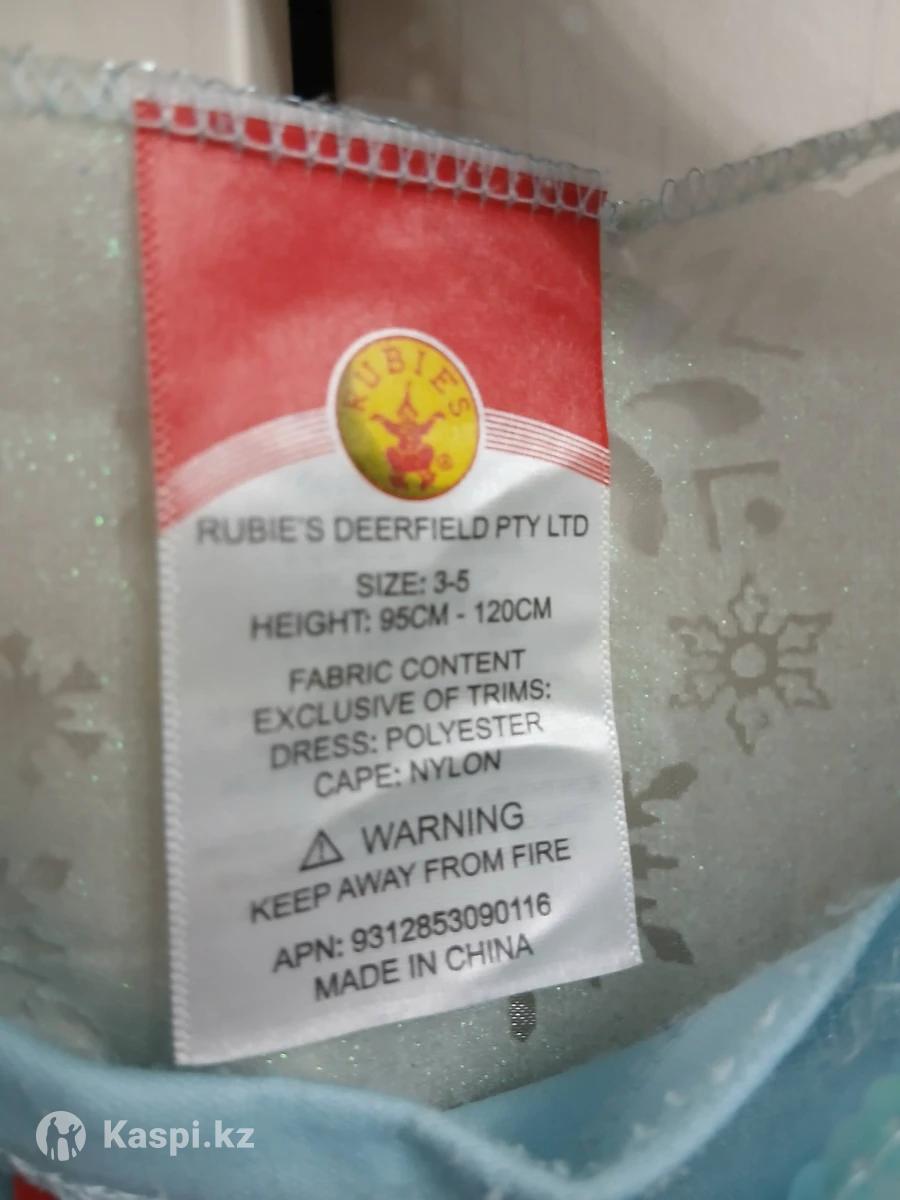 RUBIES
®
RUBIE'S DEERFIELD PTY LTD
SIZE: 3-5
HEIGHT: 95CM - 120CM
FABRIC CONTENT
EXCLUSIVE OF TRIMS:
DRESS: POLYESTER
CAPE: NYLON
WARNING
KEEP AWAY FROM FIRE
APN: 9312853090116
MADE IN CHINA
Kaspi.kz